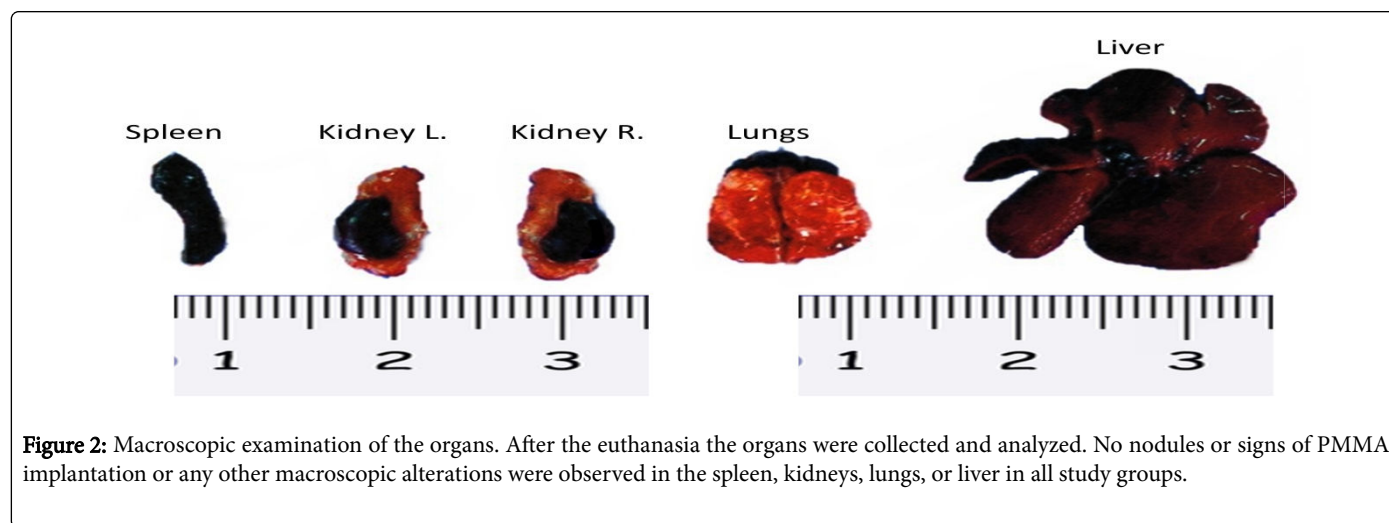 Liver
Spleen Kidney L. Kidney R. Lungs
1 2 3 1 2 3
Figure 2: Macroscopic examination of the organs. After the euthanasia the organs were collected and analyzed. No nodules or signs of PMMA
implantation or any other macroscopic alterations were observed in the spleen, kidneys, lungs, or liver in all study groups.